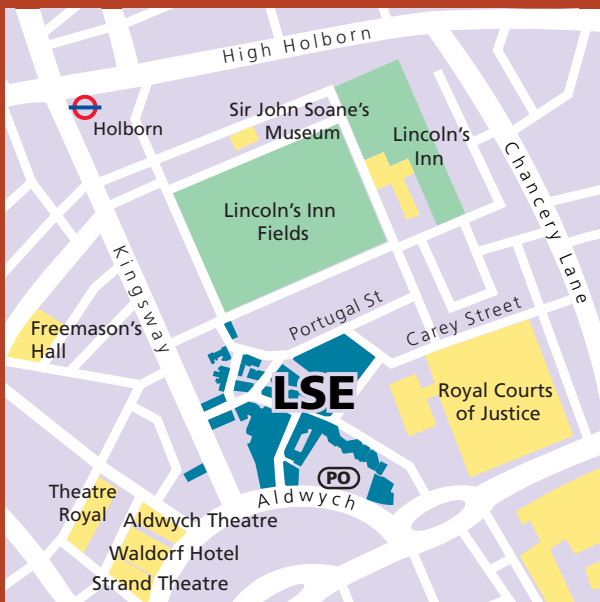 High Holborn
Holborn
Sir John Soane's
Museum
Lincoln's
Inn
Chancery Lane
Lincoln's Inn
Fields
Kingsway
Portugal St
Carey Street
Freemason's
Hall
LSE
Royal Courts
of Justice
PO
Aldwych
Theatre
Royal
Aldwych Theatre
Waldorf Hotel
Strand Theatre